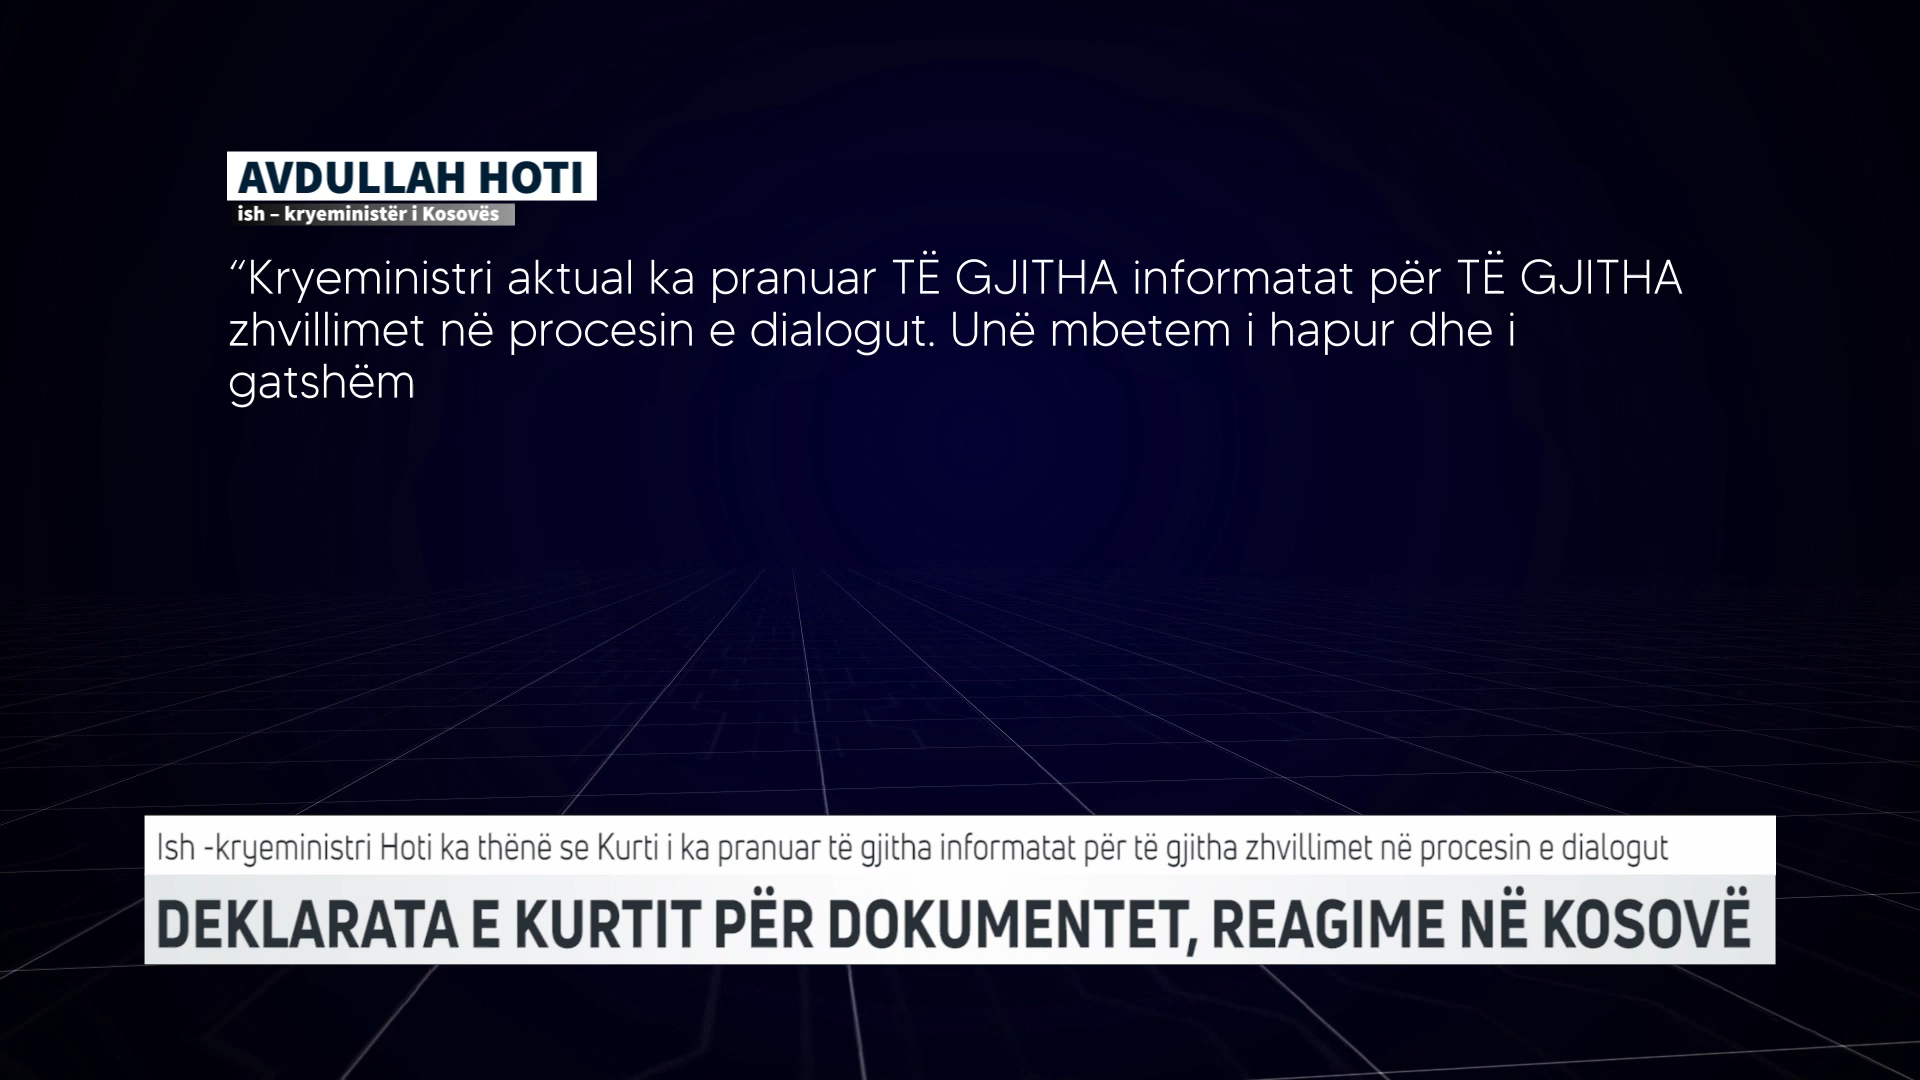 AVDULLAH HOTI
ish – kryeministër i Kosovës
“Kryeministri aktual ka pranuar TË GJITHA informatat për TË GJITHA
zhvillimet në procesin e dialogut. Unë mbetem i hapur dhe i
gatshëm
Ish -kryeministri Hoti ka thënë se Kurti i ka pranuar të gjitha informatat për të gjitha zhvillimet në procesin e dialogut
DEKLARATA E KURTIT PËR DOKUMENTET, REAGIME NË KOSOVË